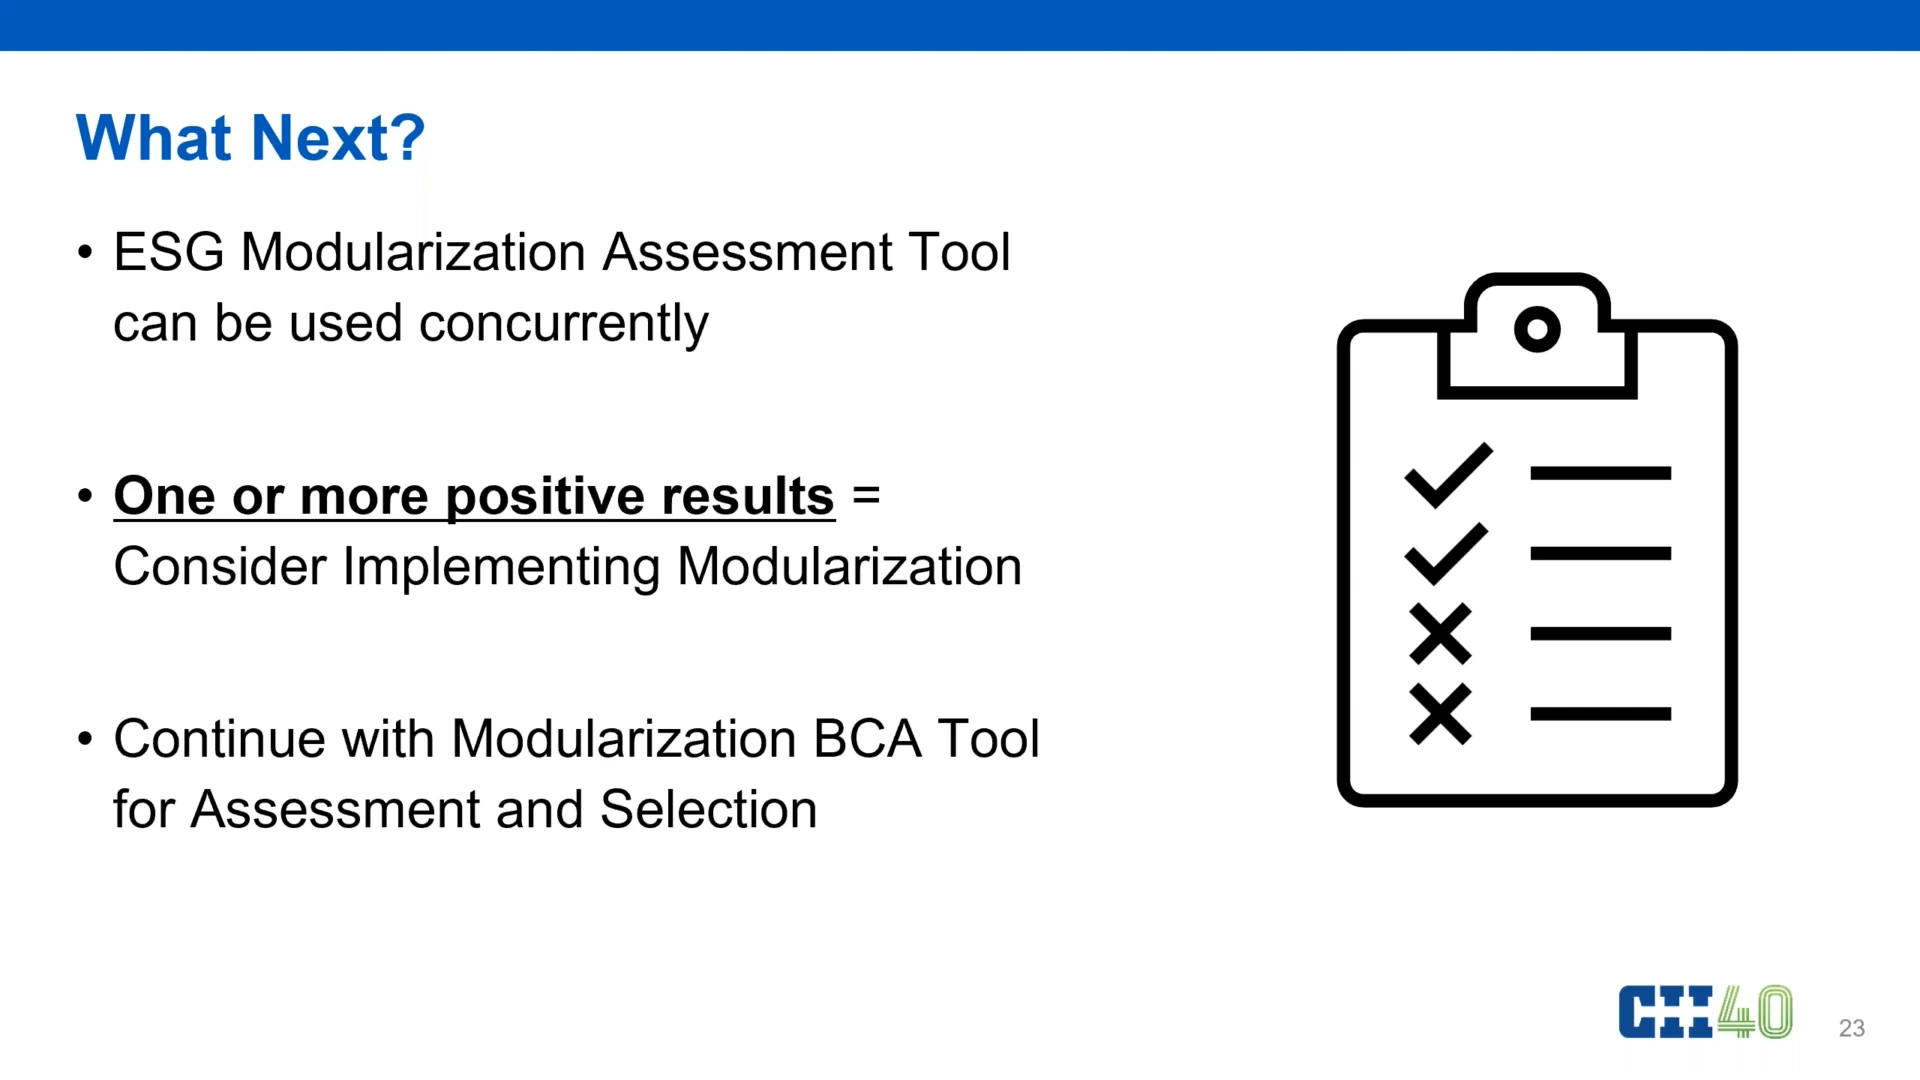 What Next?
• ESG Modularization Assessment Tool
can be used concurrently
• One or more positive results =
Consider Implementing Modularization
• Continue with Modularization BCA Tool
for Assessment and Selection
CII40
23